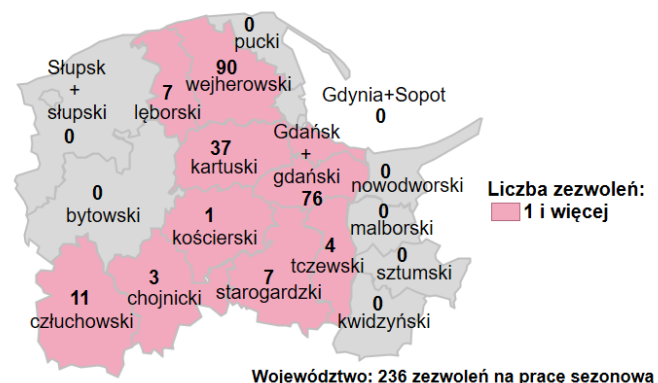 0
pucki
Słupsk
+
słupski
0
90
wejherowski
7
lęborski
Gdynia+Sopot
0
37
kartuski
Gdańsk
+
gdański
76
0
nowodworski
0
bytowski
1
kościerski
0
malborski
4
tczewski
0
sztumski
11
człuchowski
3
chojnicki
7
starogardzki
0
kwidzyński
Liczba zezwoleń:
1 i więcej
Województwo: 236 zezwoleń na pracę sezonową